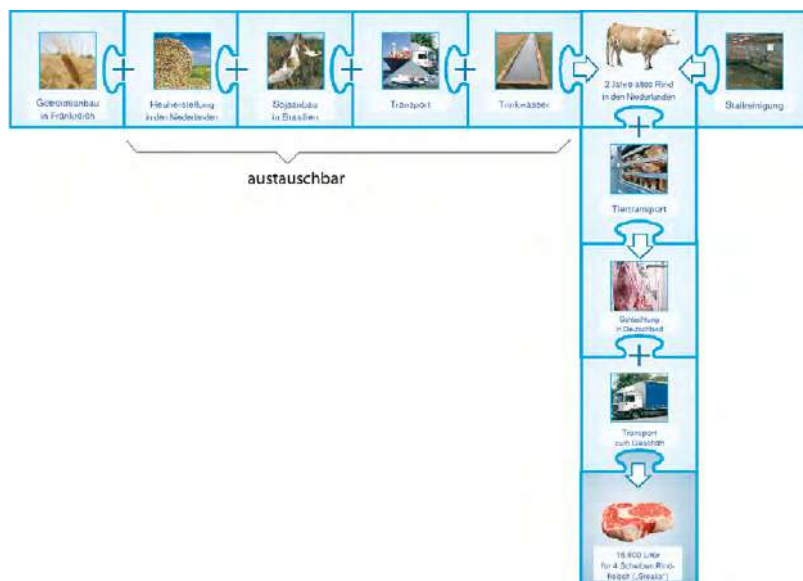 Getreideanbau
in Frankreich
Heuherstellung
in den Niederlanden
Sojaanbau
in Brasilien
Transport
Trinkwasser
2 Jahre altes Rind
in den Niederlanden
Stallreinigung
austauschbar
Tiertransport
Schlachtung
in Deutschland
Transport
zum Geschäft
Liter
für 4 Scheiben Rind-
fleisch („Steaks“)